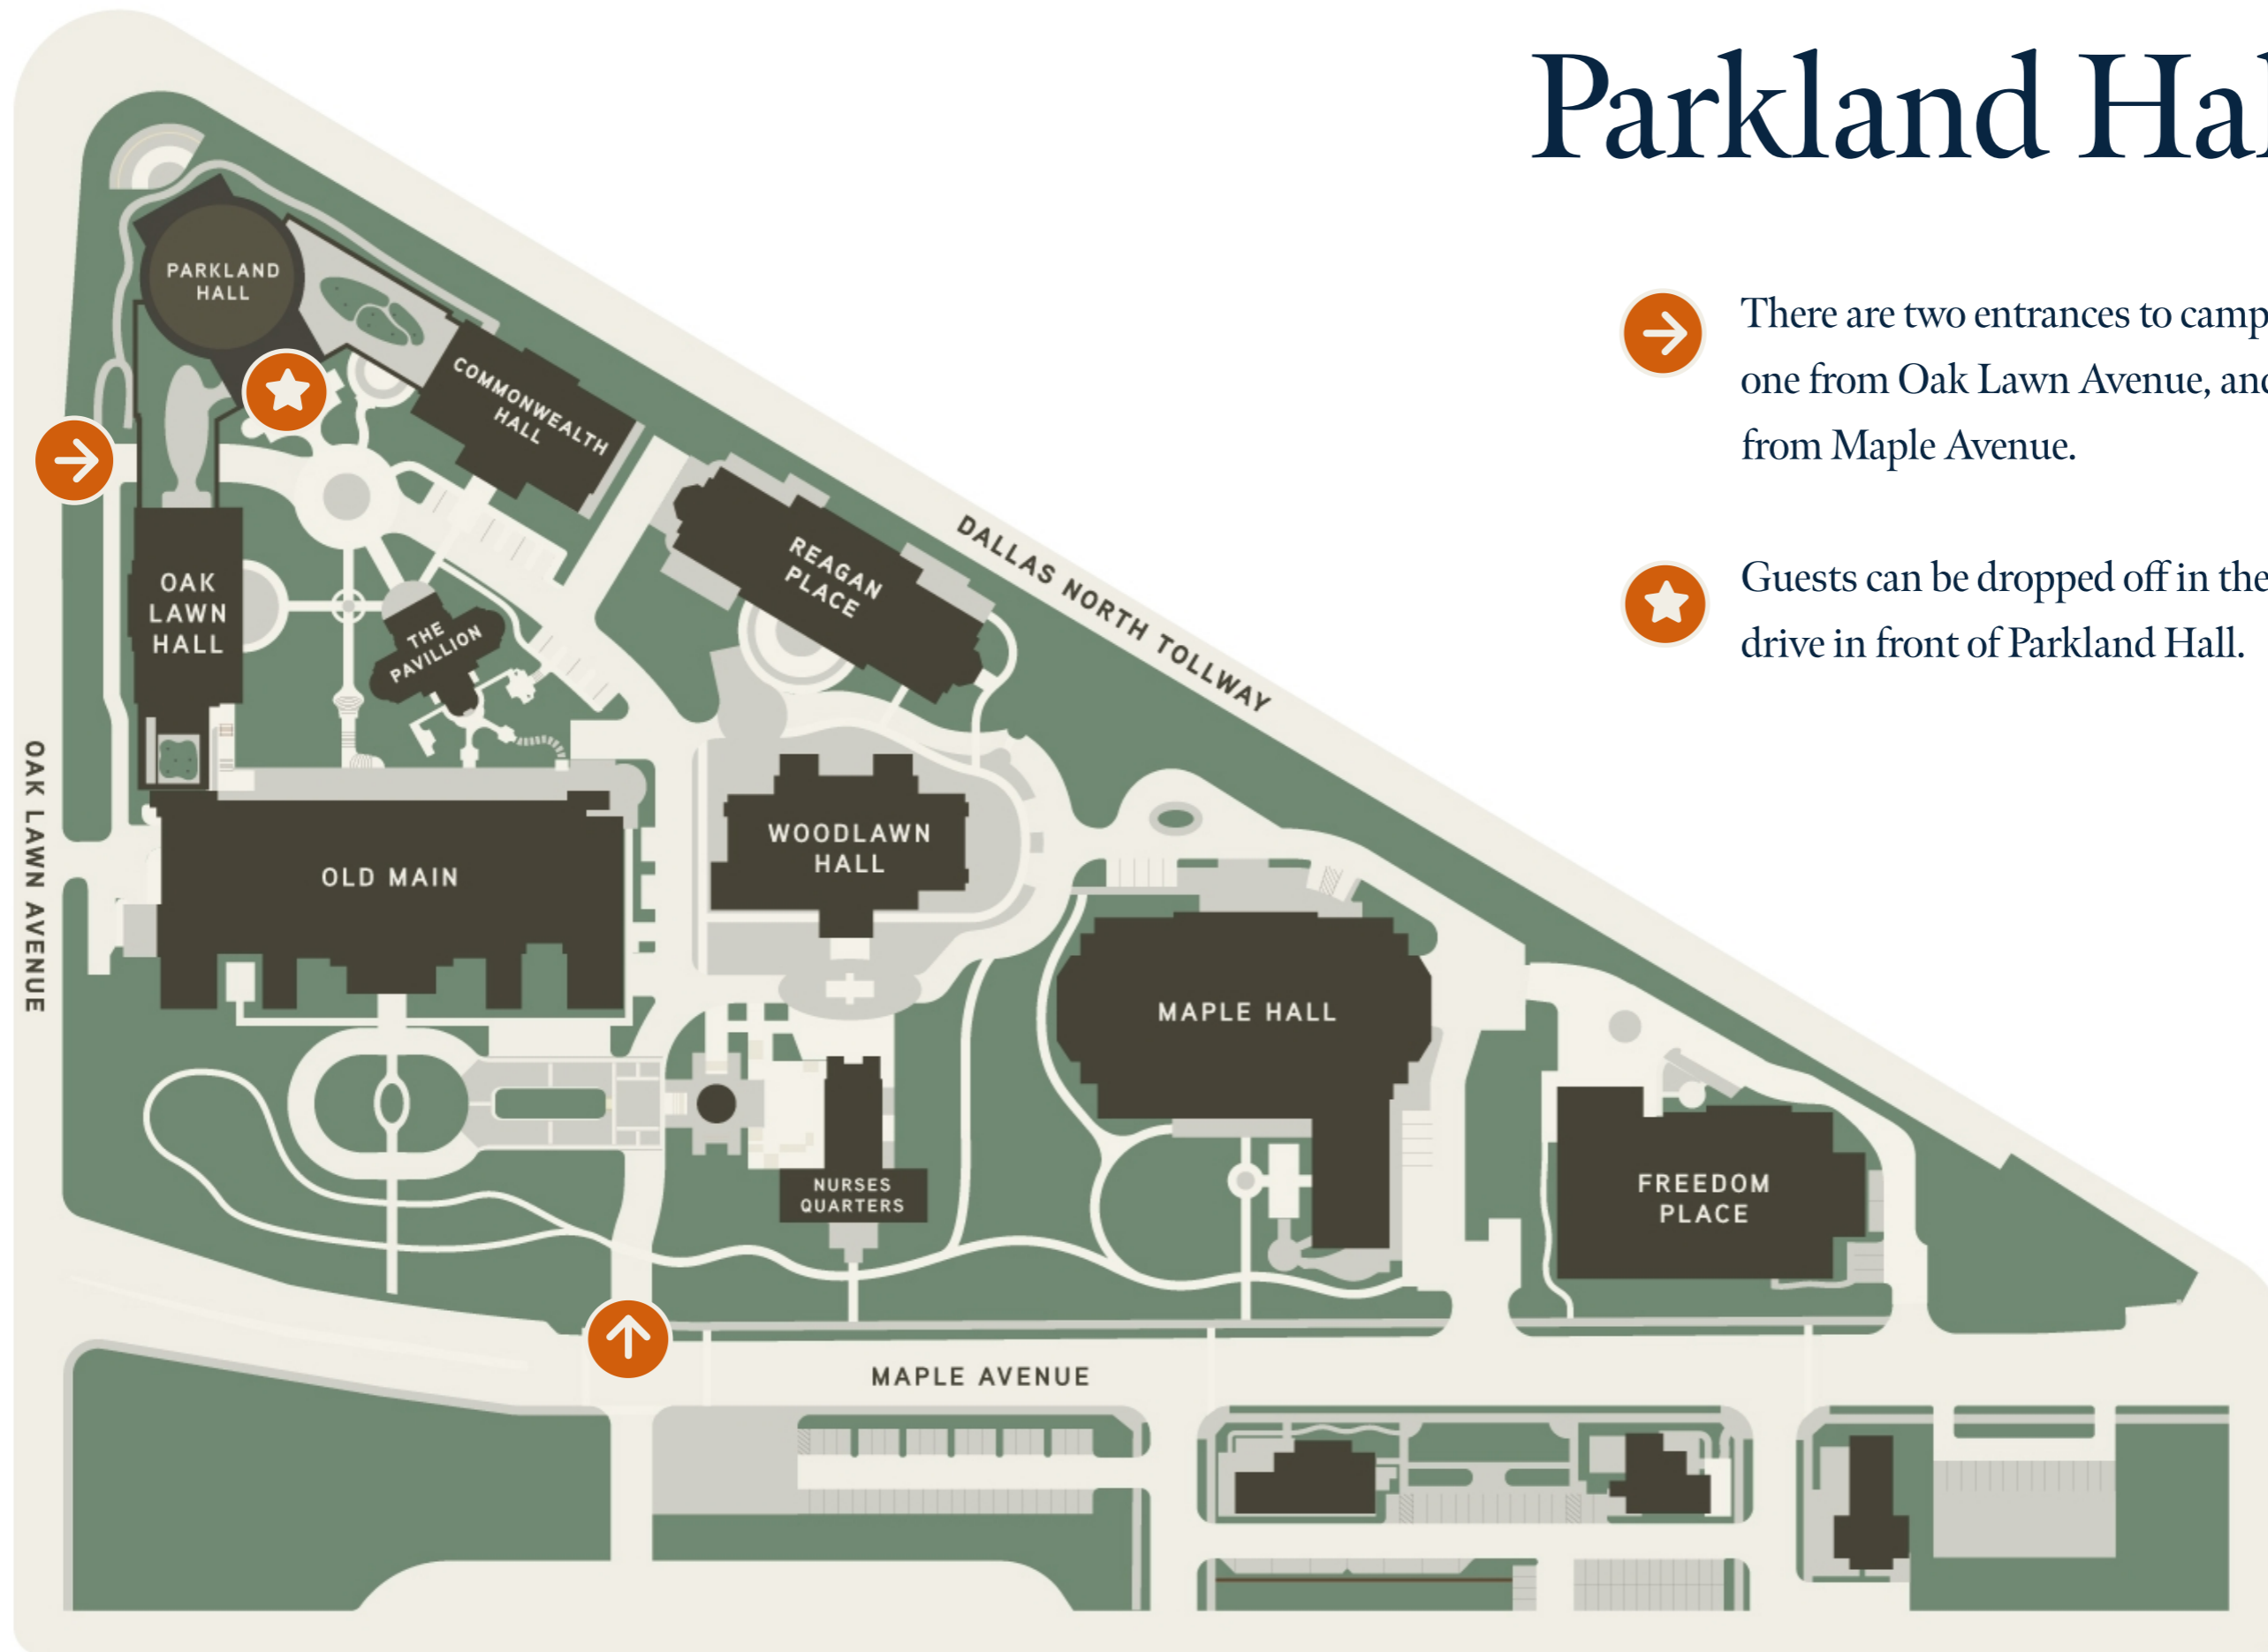 Parkland Hal
There are two entrances to camp
one from Oak Lawn Avenue, and
from Maple Avenue.
Guests can be dropped off in the
drive in front of Parkland Hall.
PARKLAND
HALL
COMMONWEALTH
HALL
REAGAN
PLACE
DALLAS NORTH TOLLWAY
OAK
LAWN
HALL
THE
PAVILLION
OAK LAWN AVENUE
OLD MAIN
WOODLAWN
HALL
MAPLE HALL
NURSES
QUARTERS
FREEDOM
PLACE
MAPLE AVENUE